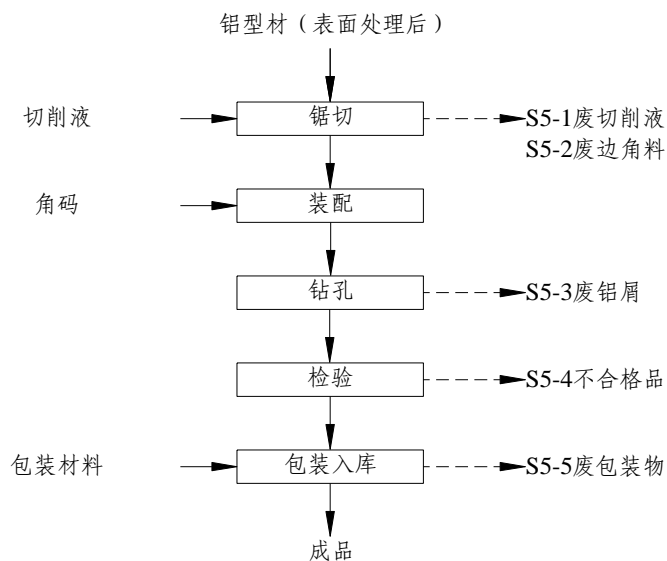 铝型材（表面处理后）
切削液
锯切
S5-1废切削液
S5-2废边角料
角码
装配
钻孔
S5-3废铝屑
检验
S5-4不合格品
包装材料
包装入库
S5-5废包装物
成品